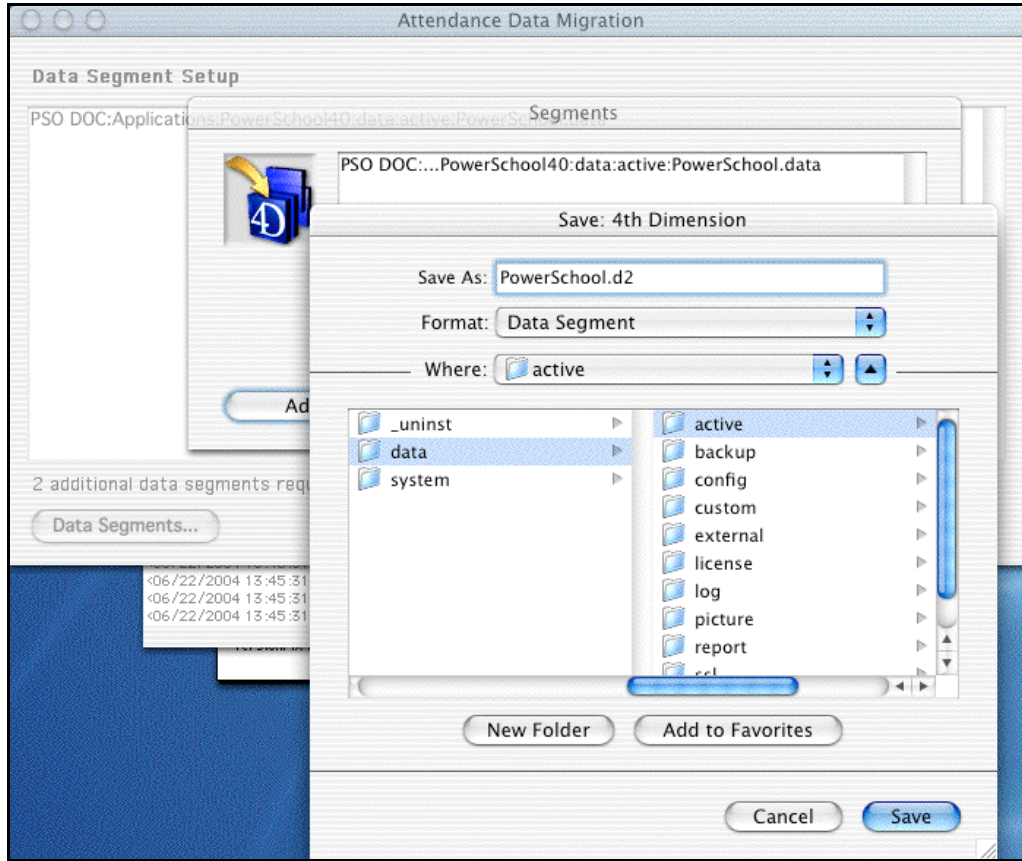 Attendance Data Migration
Data Segment Setup
PSO DOC:Applications:PowerSchool40:data:active:PowerSchool.data
Segments
PSO DOC:...PowerSchool40:data:active:PowerSchool.data
4D
Save: 4th Dimension
Save As: PowerSchool.d2
Format: Data Segment
Where: active
Ad
_uninst
data
system
active
backup
config
custom
external
license
log
picture
report
ssl
2 additional data segments requ
Data Segments...
<06/22/2004 13:45:31
<06/22/2004 13:45:31
<06/22/2004 13:45:31
New Folder
Add to Favorites
Cancel
Save